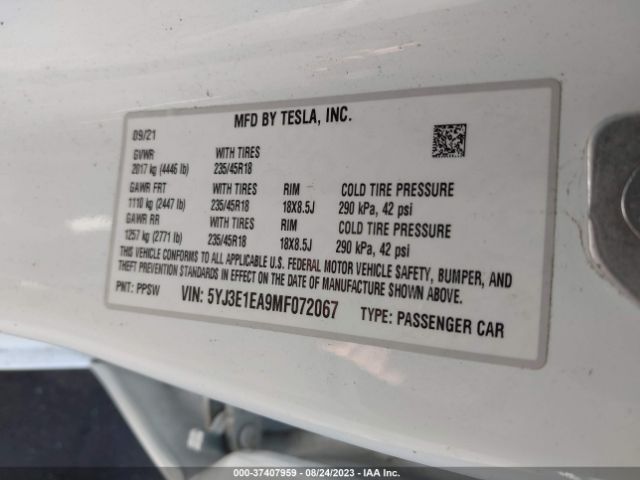 MFD BY TESLA, INC.
09/21
GVWR WITH TIRES
2017 kg (4446 lb) 235/45R18
GAWR FRT WITH TIRES RIM COLD TIRE PRESSURE
1110 kg (2447 lb) 235/45R18 18X8.5J 290 kPa, 42 psi
GAWR RR WITH TIRES RIM COLD TIRE PRESSURE
1257 kg (2771 lb) 235/45R18 18X8.5J 290 kPa, 42 psi
THIS VEHICLE CONFORMS TO ALL APPLICABLE U.S. FEDERAL MOTOR VEHICLE SAFETY, BUMPER, AND
THEFT PREVENTION STANDARDS IN EFFECT ON THE DATE OF MANUFACTURE SHOWN ABOVE.
PNT: PPSW VIN: 5YJ3E1EA9MF072067 TYPE: PASSENGER CAR
000-37407959 - 08/24/2023 - IAA Inc.